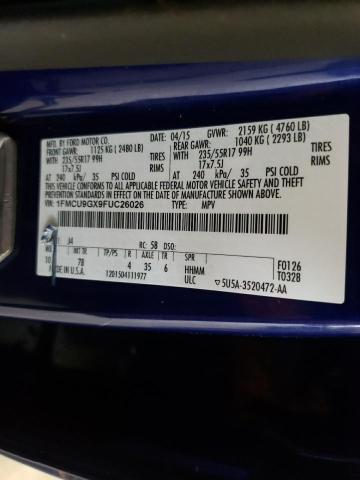 MFD. BY FORD MOTOR CO.
DATE: 04/15 GVWR: 2159 KG ( 4760 LB)
FRONT GAWR: 1125 KG ( 2480 LB) REAR GAWR: 1040 KG ( 2293 LB)
235/55R17 99H TIRES 235/55R17 99H TIRES
17x7.5J RIMS 17x7.5J RIMS
AT 240 kPa/ 35 PSI COLD AT 240 kPa/ 35 PSI COLD
THIS VEHICLE CONFORMS TO ALL APPLICABLE FEDERAL MOTOR VEHICLE SAFETY, BUMPER, AND THEFT
PREVENTION STANDARDS IN EFFECT ON THE DATE OF MANUFACTURE SHOWN ABOVE.
VIN: 1FMCU9GX9FUC26026 TYPE: MPV
J4 RC: 58 DSO:
WB INT TR TP/PS R AXLE TR SPR
7B 4 35 6 HHMM F0126
MADE IN U.S.A. 1201504111977 ULC T0328
5U5A-3520472-AA